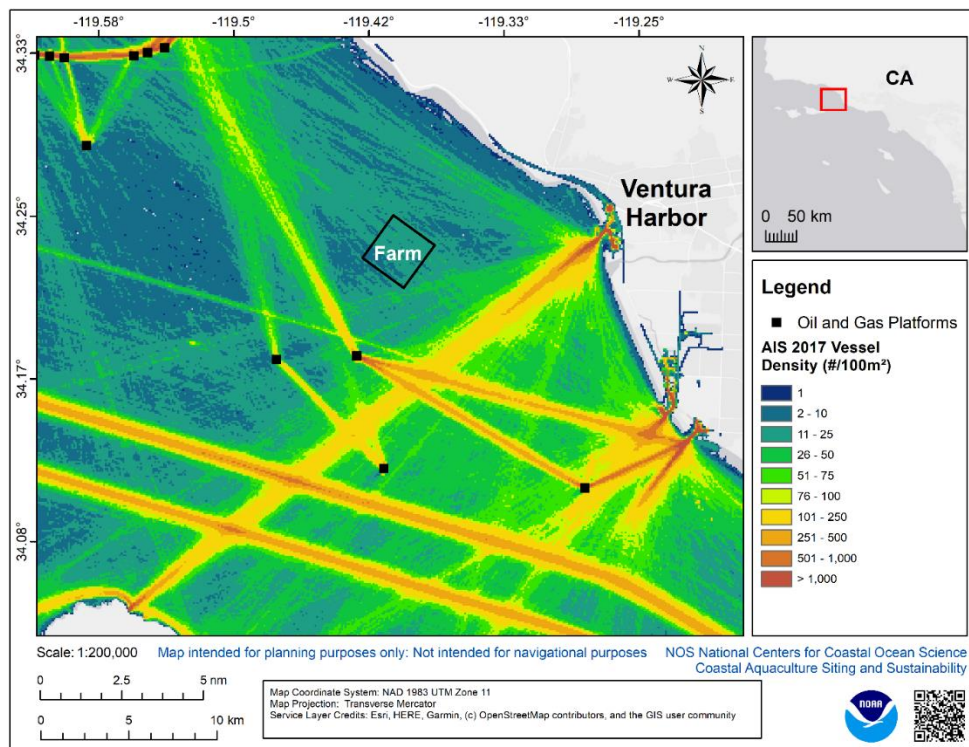 -119.58° -119.5° -119.42° -119.33° -119.25°
34.33°
34.25°
34.17°
34.08°
N
W E
S
Ventura
Harbor
Farm
CA
0 50 km
Legend
Oil and Gas Platforms
AIS 2017 Vessel
Density (#/100m²)
1
2 - 10
11 - 25
26 - 50
51 - 75
76 - 100
101 - 250
251 - 500
501 - 1,000
> 1,000
Scale: 1:200,000 Map intended for planning purposes only: Not intended for navigational purposes NOS National Centers for Coastal Ocean Science
Coastal Aquaculture Siting and Sustainability
0 2.5 5 nm
0 5 10 km
Map Coordinate System: NAD 1983 UTM Zone 11
Map Projection: Transverse Mercator
Service Layer Credits: Esri, HERE, Garmin, (c) OpenStreetMap contributors, and the GIS user community
NOAA